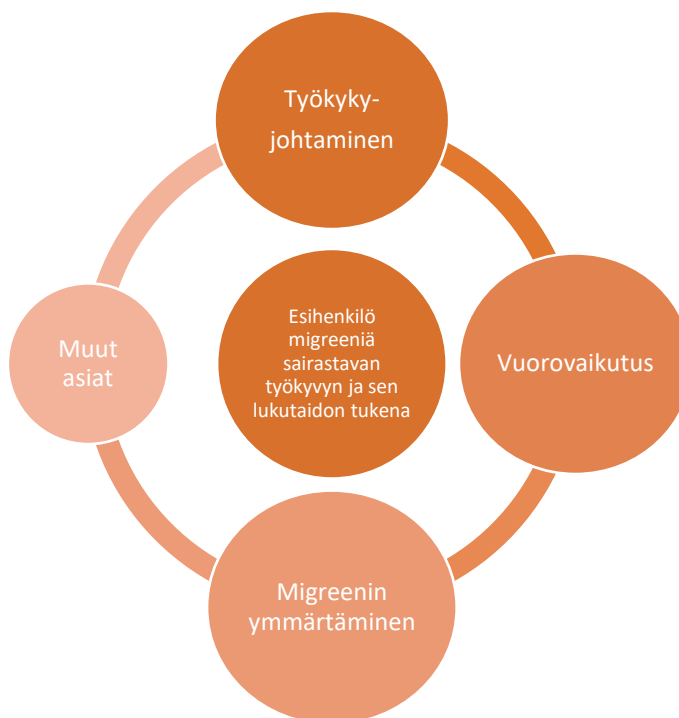 Työkyky-
johtaminen
Esihenkilö
migreeniä
sairastavan
työkyvyn ja sen
lukutaidon tukena
Vuorovaikutus
Muut
asiat
Migreenin
ymmärtäminen